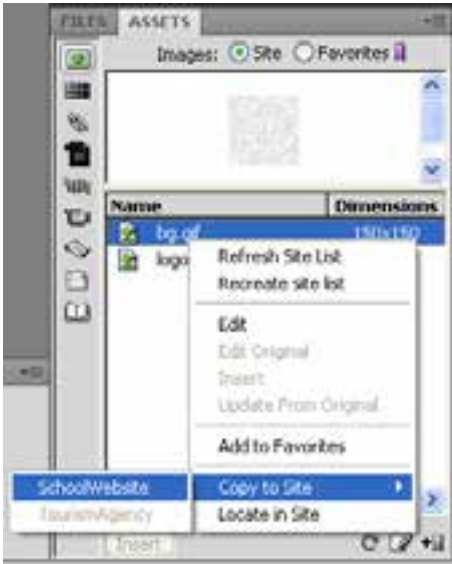 FILES ASSETS
Images: Site Favorites
Name Dimensions
bg.gif 150x150
logo
Refresh Site List
Recreate site list
Edit
Edit Original
Insert
Update From Original
Add to Favorites
SchoolWebsite Copy to Site
TourismAgency Locate in Site
Insert